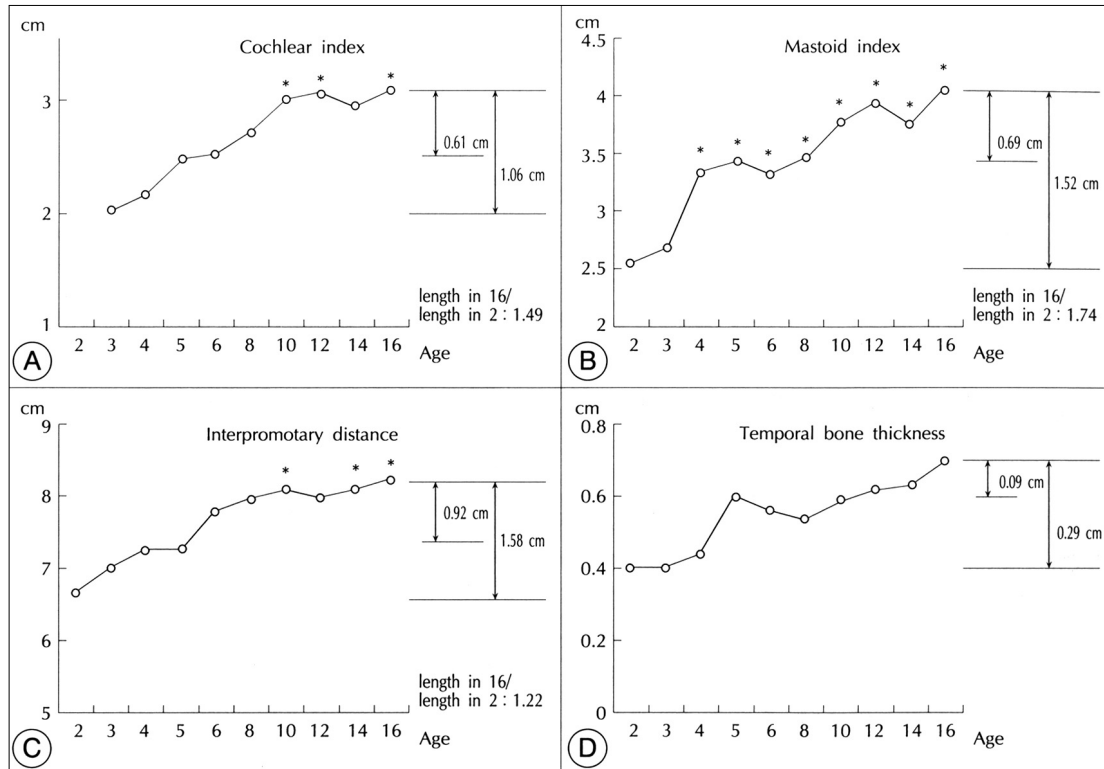 cm
Cochlear index
3
2
1
* * *
0.61 cm
1.06 cm
length in 16/
length in 2 : 1.49
2 3 4 5 6 8 10 12 14 16 Age
A
cm
Mastoid index
4.5
4
3.5
3
2.5
2
* * * * * * * *
0.69 cm
1.52 cm
length in 16/
length in 2 : 1.74
2 3 4 5 6 8 10 12 14 16 Age
B
cm
Interpromotary distance
9
8
7
6
5
* * *
0.92 cm
1.58 cm
length in 16/
length in 2 : 1.22
2 3 4 5 6 8 10 12 14 16 Age
C
cm
Temporal bone thickness
0.8
0.6
0.4
0.2
0
0.09 cm
0.29 cm
2 3 4 5 6 8 10 12 14 16 Age
D